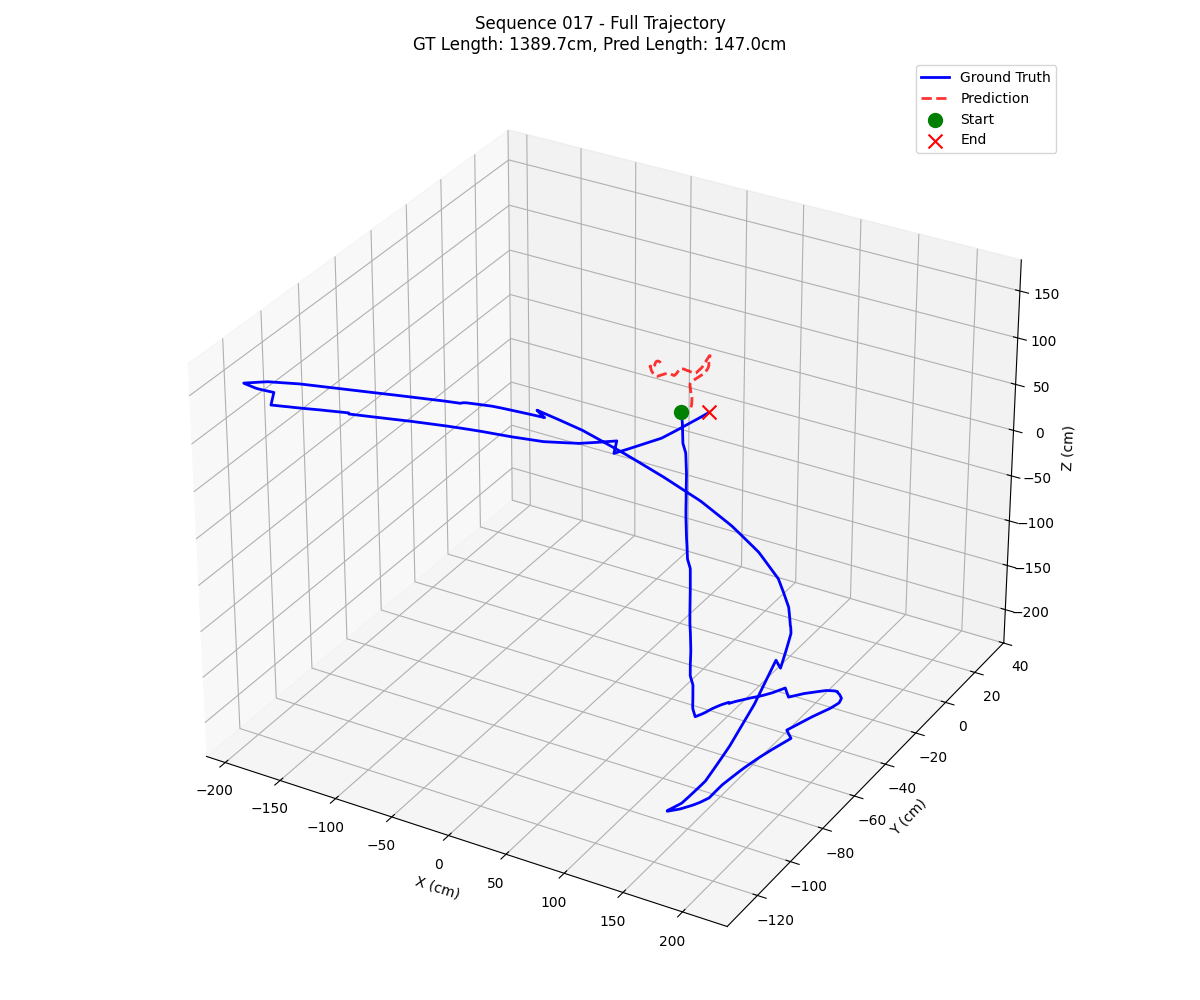 Sequence 017 - Full Trajectory
GT Length: 1389.7cm, Pred Length: 147.0cm
Ground Truth
Prediction
Start
End
150
100
50
0
−50
−100
−150
−200
Z (cm)
40
20
0
−20
−40
−60
−80
−100
−120
Y (cm)
−200
−150
−100
−50
0
50
100
150
200
X (cm)